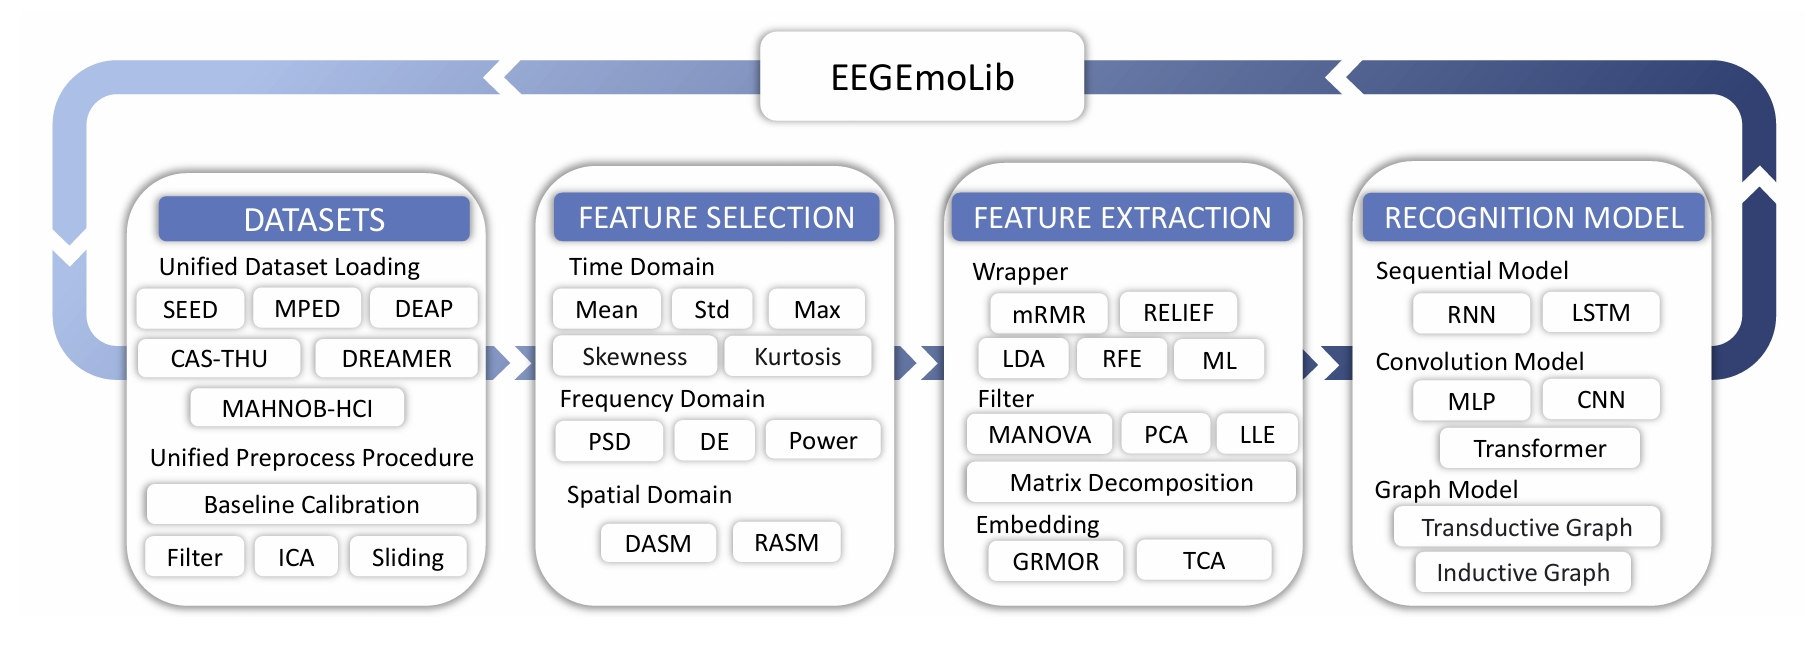 EEGEmoLib
DATASETS
Unified Dataset Loading
SEED MPED DEAP
CAS-THU DREAMER
MAHNOB-HCI
Unified Preprocess Procedure
Baseline Calibration
Filter ICA Sliding
FEATURE SELECTION
Time Domain
Mean Std Max
Skewness Kurtosis
Frequency Domain
PSD DE Power
Spatial Domain
DASM RASM
FEATURE EXTRACTION
Wrapper
mRMR RELIEF
LDA RFE ML
Filter
MANOVA PCA LLE
Matrix Decomposition
Embedding
GRMOR TCA
RECOGNITION MODEL
Sequential Model
RNN LSTM
Convolution Model
MLP CNN
Transformer
Graph Model
Transductive Graph
Inductive Graph